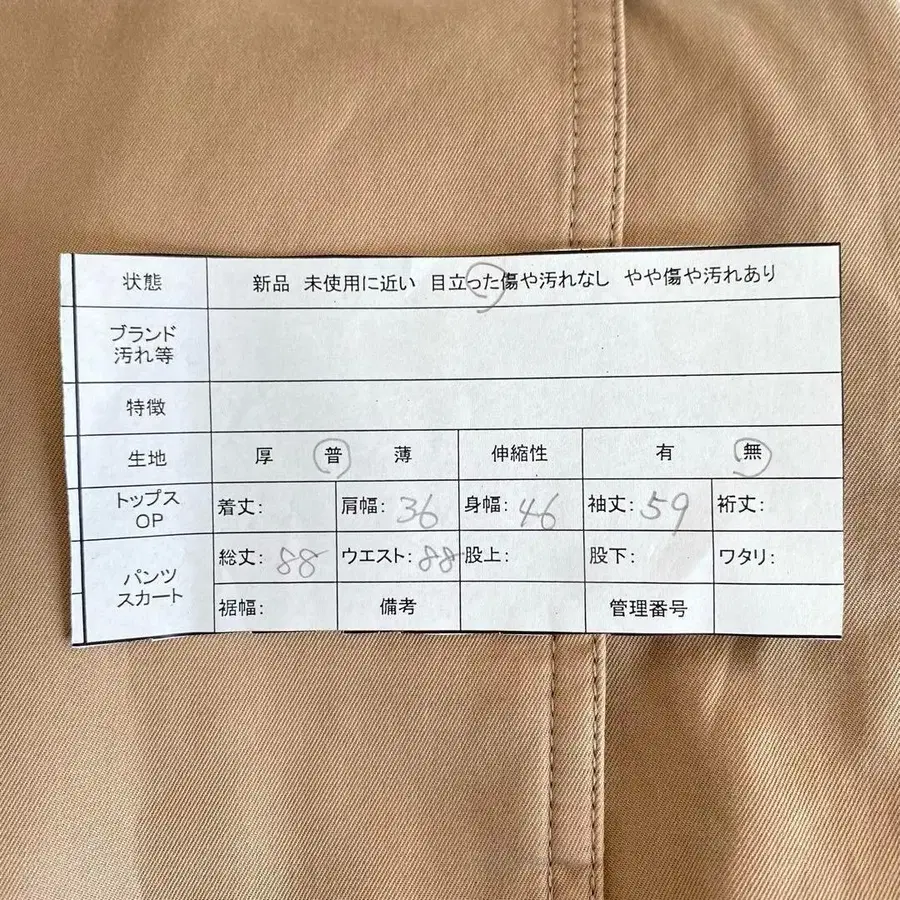 状態 新品 未使用に近い 目立った傷や汚れなし やや傷や汚れあり
ブランド
汚れ等
特徴
生地 厚 普 薄 伸縮性 有 無
トップス
OP
着丈: 肩幅: 36 身幅: 46 袖丈: 59 裄丈:
パンツ
スカート
総丈: 88 ウエスト: 88 股上: 股下: ワタリ:
裾幅: 備考 管理番号